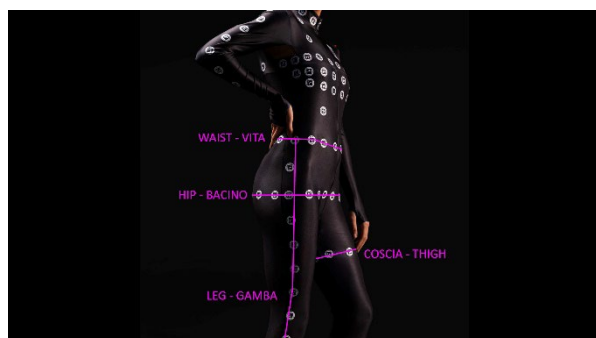 WAIST - VITA
HIP - BACINO
COSCIA - THIGH
LEG - GAMBA